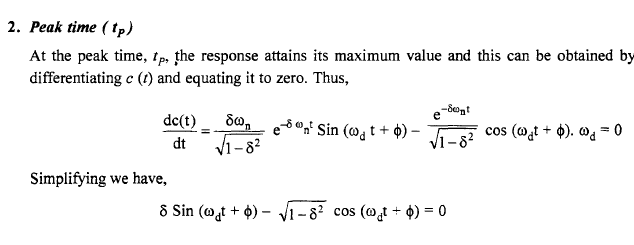 2. Peak time ( tp)
At the peak time, tp, the response attains its maximum value and this can be obtained by
differentiating c (t) and equating it to zero. Thus,
dc(t)/dt = δωn/√1−δ² e^−δ ωnt Sin (ωd t + ϕ) − e^−δωnt/√1−δ² cos (ωdt + ϕ). ωd = 0
Simplifying we have,
δ Sin (ωdt + ϕ) − √1−δ² cos (ωdt + ϕ) = 0